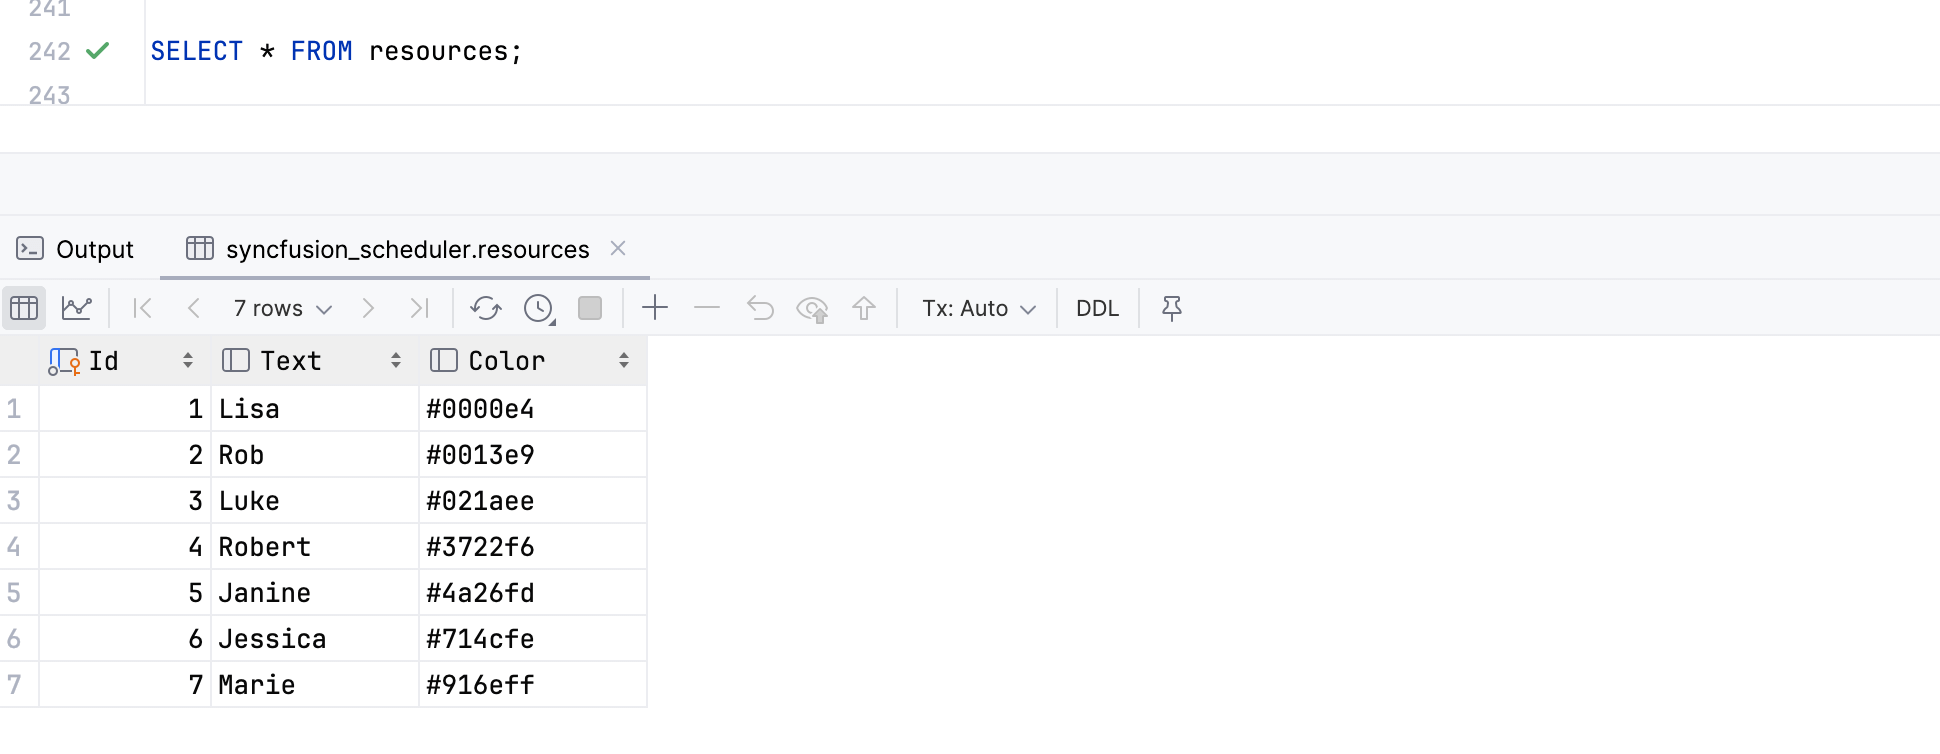 241
242 SELECT * FROM resources;
243
Output syncfusion_scheduler.resources
7 rows Tx: Auto DDL
Id Text Color
1 1 Lisa #0000e4
2 2 Rob #0013e9
3 3 Luke #021aee
4 4 Robert #3722f6
5 5 Janine #4a26fd
6 6 Jessica #714cfe
7 7 Marie #916eff